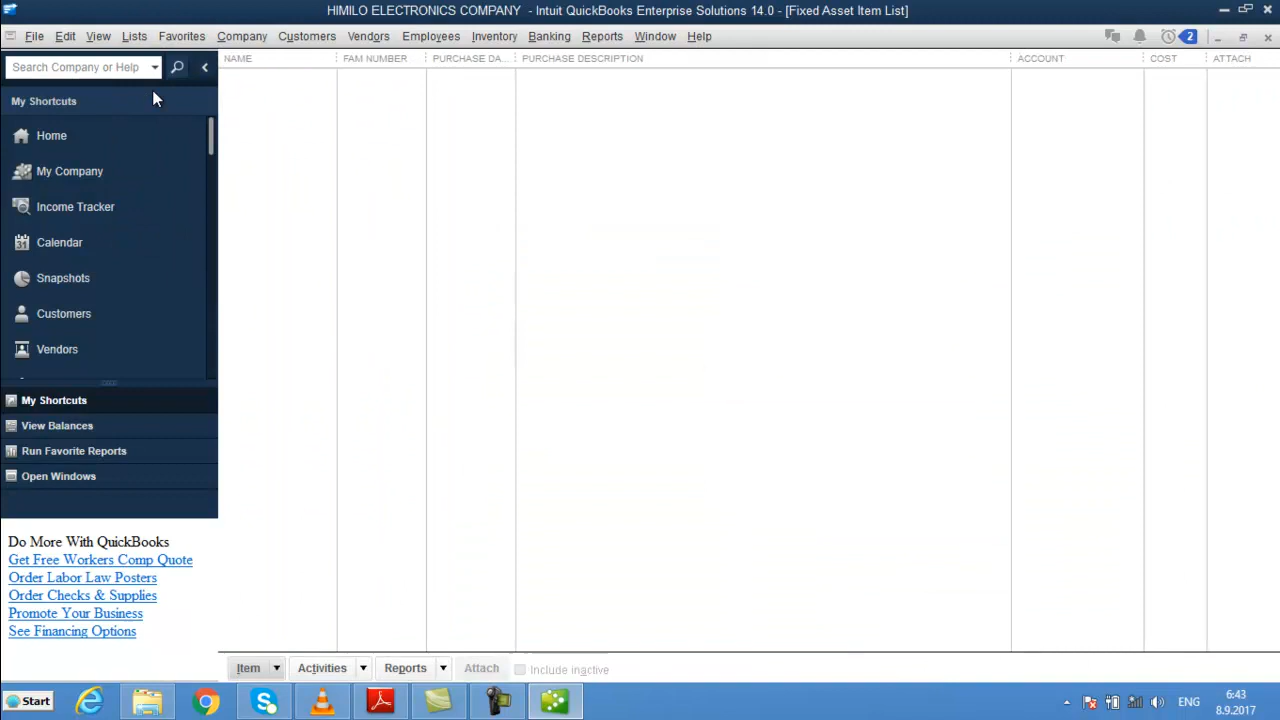 HIMILO ELECTRONICS COMPANY - Intuit QuickBooks Enterprise Solutions 14.0 - [Fixed Asset Item List]
File Edit View Lists Favorites Company Customers Vendors Employees Inventory Banking Reports Window Help 2
Search Company or Help
NAME FAM NUMBER PURCHASE DA... PURCHASE DESCRIPTION ACCOUNT COST ATTACH
My Shortcuts
Home
My Company
Income Tracker
Calendar
Snapshots
Customers
Vendors
My Shortcuts
View Balances
Run Favorite Reports
Open Windows
Do More With QuickBooks
Get Free Workers Comp Quote
Order Labor Law Posters
Order Checks & Supplies
Promote Your Business
See Financing Options
Item Activities Reports Attach Include inactive
Start ENG 6:43
8.9.2017